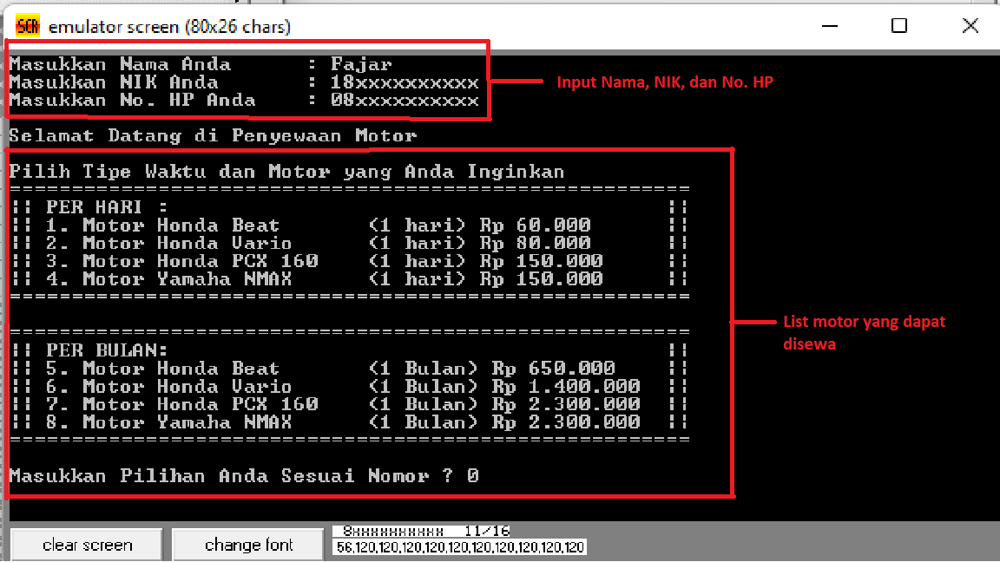 SCR emulator screen (80x26 chars)
Masukkan Nama Anda : Fajar
Masukkan NIK Anda : 18xxxxxxxxxx
Masukkan No. HP Anda : 08xxxxxxxxxx
Input Nama, NIK, dan No. HP
Selamat Datang di Penyewaan Motor
Pilih Tipe Waktu dan Motor yang Anda Inginkan
=======================================================
|| PER HARI : ||
|| 1. Motor Honda Beat (1 hari) Rp 60.000 ||
|| 2. Motor Honda Vario (1 hari) Rp 80.000 ||
|| 3. Motor Honda PCX 160 (1 hari) Rp 150.000 ||
|| 4. Motor Yamaha NMAX (1 hari) Rp 150.000 ||
=======================================================
=======================================================
|| PER BULAN: ||
|| 5. Motor Honda Beat (1 Bulan) Rp 650.000 ||
|| 6. Motor Honda Vario (1 Bulan) Rp 1.400.000 ||
|| 7. Motor Honda PCX 160 (1 Bulan) Rp 2.300.000 ||
|| 8. Motor Yamaha NMAX (1 Bulan) Rp 2.300.000 ||
=======================================================
List motor yang dapat
disewa
Masukkan Pilihan Anda Sesuai Nomor ? 0
clear screen
change font
8xxxxxxxxxx 11/16
56,120,120,120,120,120,120,120,120,120,120